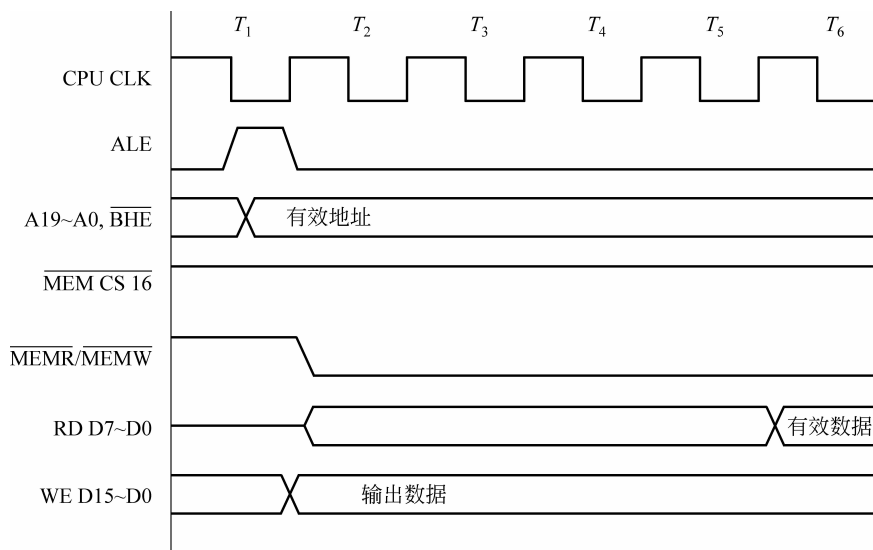 T1 T2 T3 T4 T5 T6
CPU CLK
ALE
A19~A0, BHE 有效地址
MEM CS 16
MEMR/MEMW
RD D7~D0 有效数据
WE D15~D0 输出数据